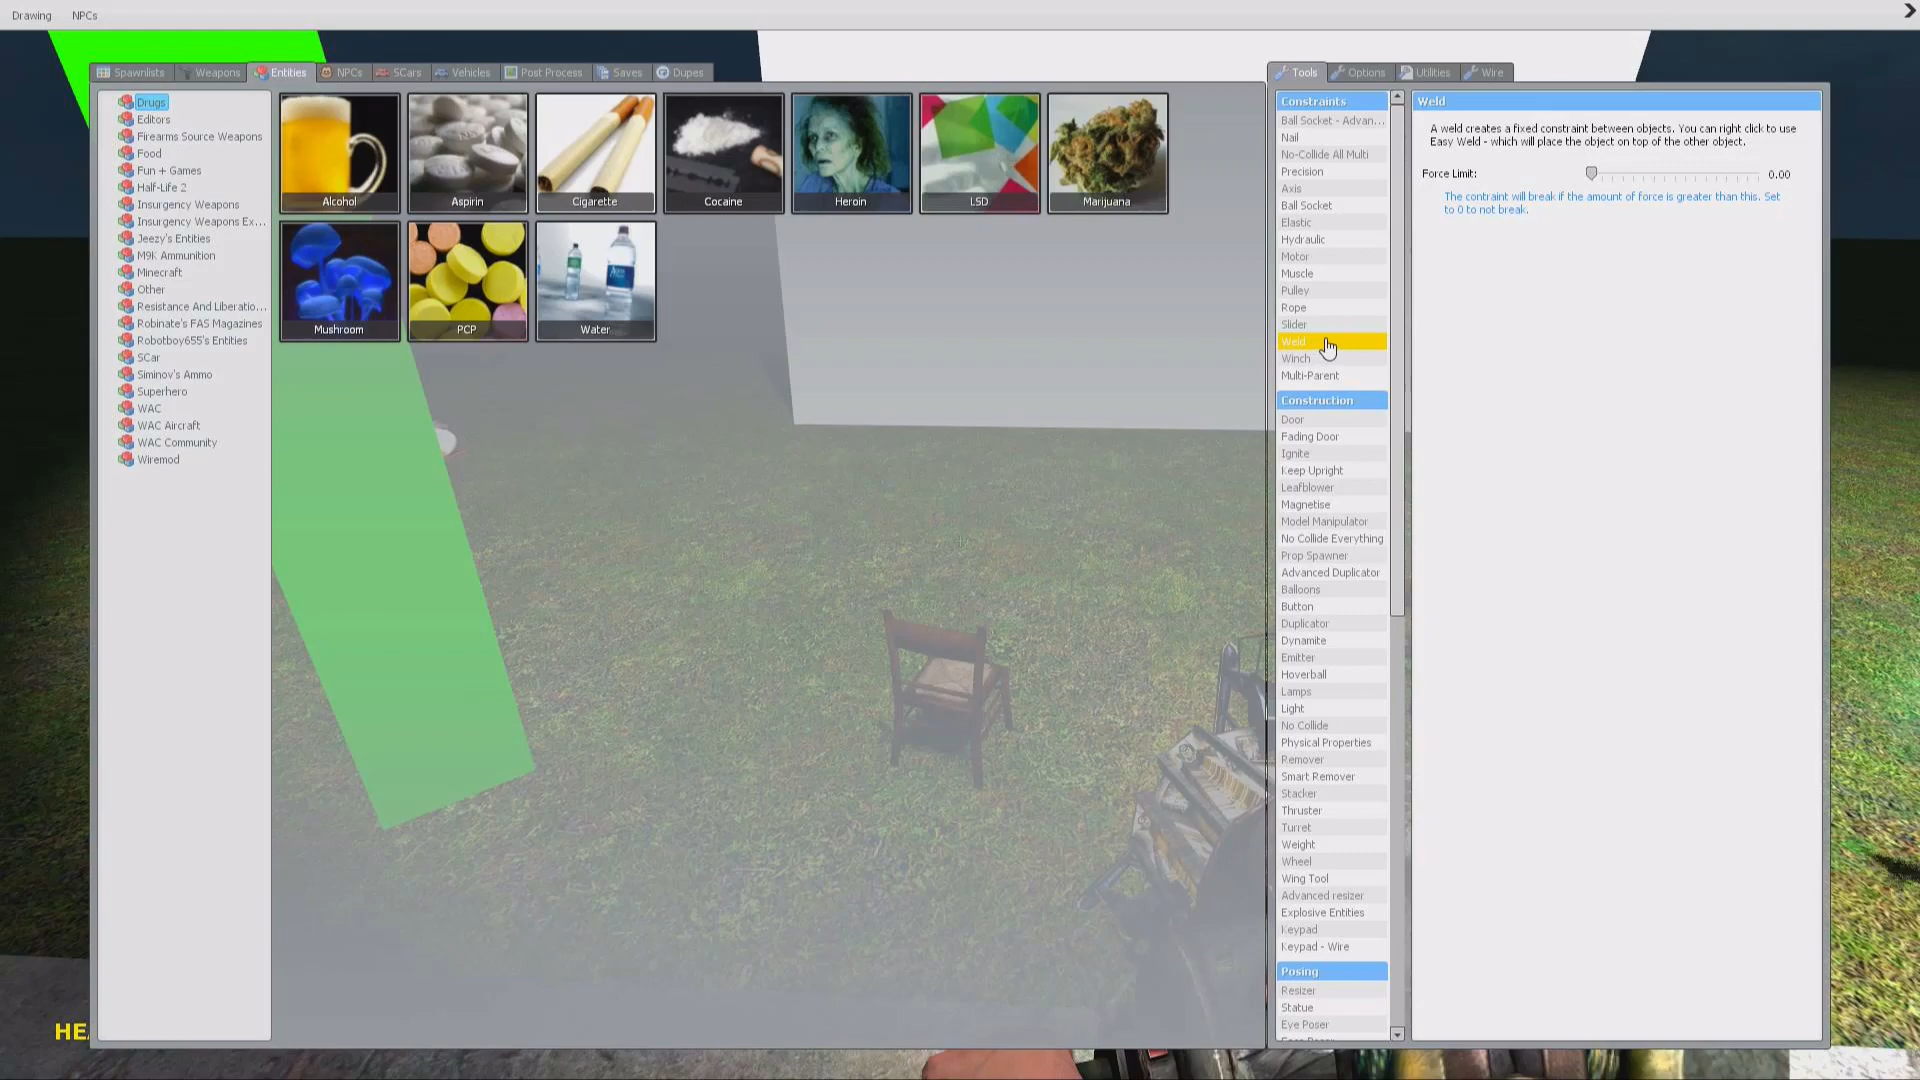 Drawing NPCs
Spawnlists Weapons Entities NPCs SCars Vehicles Post Process Saves Dupes
Tools Options Utilities Wire
Drugs
Editors
Firearms Source Weapons
Food
Fun + Games
Half-Life 2
Insurgency Weapons
Insurgency Weapons Ex...
Jeezy's Entities
M9K Ammunition
Minecraft
Other
Resistance And Liberatio...
Robinate's FAS Magazines
Robotboy655's Entities
SCar
Siminov's Ammo
Superhero
WAC
WAC Aircraft
WAC Community
Wiremod
Alcohol Aspirin Cigarette Cocaine Heroin LSD Marijuana
Mushroom PCP Water
Constraints
Ball Socket - Advan...
Nail
No-Collide All Multi
Precision
Axis
Ball Socket
Elastic
Hydraulic
Motor
Muscle
Pulley
Rope
Slider
Weld
Winch
Multi-Parent
Construction
Door
Fading Door
Ignite
Keep Upright
Leafblower
Magnetise
Model Manipulator
No Collide Everything
Prop Spawner
Advanced Duplicator
Balloons
Button
Duplicator
Dynamite
Emitter
Hoverball
Lamps
Light
No Collide
Physical Properties
Remover
Smart Remover
Stacker
Thruster
Turret
Weight
Wheel
Wing Tool
Advanced resizer
Explosive Entities
Keypad
Keypad - Wire
Posing
Resizer
Statue
Eye Poser
Weld
A weld creates a fixed constraint between objects. You can right click to use
Easy Weld - which will place the object on top of the other object.
Force Limit: 0.00
The contraint will break if the amount of force is greater than this. Set
to 0 to not break.
HEA